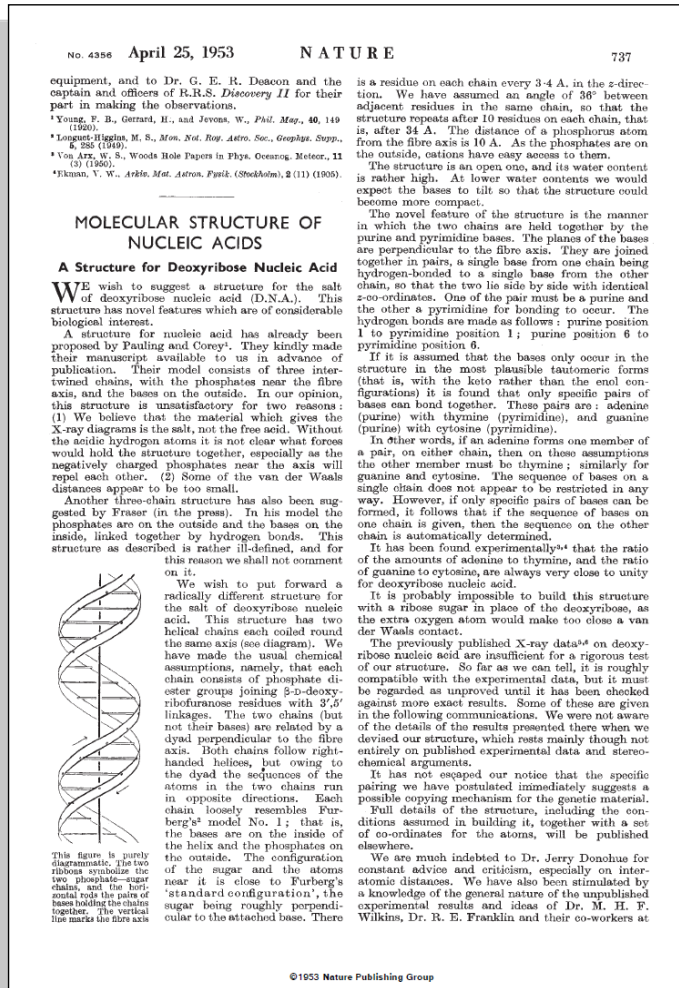 No. 4356 April 25, 1953 NATURE 737
equipment, and to Dr. G. E. R. Deacon and the
captain and officers of R.R.S. Discovery II for their
part in making the observations.
¹ Young, F. B., Gerrard, H., and Jevons, W., Phil. Mag., 40, 149
(1920).
² Longuet-Higgins, M. S., Mon. Not. Roy. Astro. Soc., Geophys. Supp.,
5, 285 (1949).
³ Von Arx, W. S., Woods Hole Papers in Phys. Oceanog. Meteor., 11
(3) (1950).
⁴ Ekman, V. W., Arkiv. Mat. Astron. Fysik. (Stockholm), 2 (11) (1905).
MOLECULAR STRUCTURE OF
NUCLEIC ACIDS
A Structure for Deoxyribose Nucleic Acid
WE wish to suggest a structure for the salt
of deoxyribose nucleic acid (D.N.A.). This
structure has novel features which are of considerable
biological interest.
A structure for nucleic acid has already been
proposed by Pauling and Corey¹. They kindly made
their manuscript available to us in advance of
publication. Their model consists of three inter-
twined chains, with the phosphates near the fibre
axis, and the bases on the outside. In our opinion,
this structure is unsatisfactory for two reasons :
(1) We believe that the material which gives the
X-ray diagrams is the salt, not the free acid. Without
the acidic hydrogen atoms it is not clear what forces
would hold the structure together, especially as the
negatively charged phosphates near the axis will
repel each other. (2) Some of the van der Waals
distances appear to be too small.
Another three-chain structure has also been sug-
gested by Fraser (in the press). In his model the
phosphates are on the outside and the bases on the
inside, linked together by hydrogen bonds. This
structure as described is rather ill-defined, and for
this reason we shall not comment
on it.
We wish to put forward a
radically different structure for
the salt of deoxyribose nucleic
acid. This structure has two
helical chains each coiled round
the same axis (see diagram). We
have made the usual chemical
assumptions, namely, that each
chain consists of phosphate di-
ester groups joining β-D-deoxy-
ribofuranose residues with 3′,5′
linkages. The two chains (but
not their bases) are related by a
dyad perpendicular to the fibre
axis. Both chains follow right-
handed helices, but owing to
the dyad the sequences of the
atoms in the two chains run
in opposite directions. Each
chain loosely resembles Fur-
berg's² model No. 1 ; that is,
the bases are on the inside of
the helix and the phosphates on
the outside. The configuration
of the sugar and the atoms
near it is close to Furberg's
'standard configuration', the
sugar being roughly perpendi-
cular to the attached base. There
This figure is purely
diagrammatic. The two
ribbons symbolize the
two phosphate—sugar
chains, and the hori-
zontal rods the pairs of
bases holding the chains
together. The vertical
line marks the fibre axis
is a residue on each chain every 3·4 A. in the z-direc-
tion. We have assumed an angle of 36° between
adjacent residues in the same chain, so that the
structure repeats after 10 residues on each chain, that
is, after 34 A. The distance of a phosphorus atom
from the fibre axis is 10 A. As the phosphates are on
the outside, cations have easy access to them.
The structure is an open one, and its water content
is rather high. At lower water contents we would
expect the bases to tilt so that the structure could
become more compact.
The novel feature of the structure is the manner
in which the two chains are held together by the
purine and pyrimidine bases. The planes of the bases
are perpendicular to the fibre axis. They are joined
together in pairs, a single base from one chain being
hydrogen-bonded to a single base from the other
chain, so that the two lie side by side with identical
z-co-ordinates. One of the pair must be a purine and
the other a pyrimidine for bonding to occur. The
hydrogen bonds are made as follows : purine position
1 to pyrimidine position 1 ; purine position 6 to
pyrimidine position 6.
If it is assumed that the bases only occur in the
structure in the most plausible tautomeric forms
(that is, with the keto rather than the enol con-
figurations) it is found that only specific pairs of
bases can bond together. These pairs are : adenine
(purine) with thymine (pyrimidine), and guanine
(purine) with cytosine (pyrimidine).
In other words, if an adenine forms one member of
a pair, on either chain, then on these assumptions
the other member must be thymine ; similarly for
guanine and cytosine. The sequence of bases on a
single chain does not appear to be restricted in any
way. However, if only specific pairs of bases can be
formed, it follows that if the sequence of bases on
one chain is given, then the sequence on the other
chain is automatically determined.
It has been found experimentally³,⁴ that the ratio
of the amounts of adenine to thymine, and the ratio
of guanine to cytosine, are always very close to unity
for deoxyribose nucleic acid.
It is probably impossible to build this structure
with a ribose sugar in place of the deoxyribose, as
the extra oxygen atom would make too close a van
der Waals contact.
The previously published X-ray data⁵,⁶ on deoxy-
ribose nucleic acid are insufficient for a rigorous test
of our structure. So far as we can tell, it is roughly
compatible with the experimental data, but it must
be regarded as unproved until it has been checked
against more exact results. Some of these are given
in the following communications. We were not aware
of the details of the results presented there when we
devised our structure, which rests mainly though not
entirely on published experimental data and stereo-
chemical arguments.
It has not escaped our notice that the specific
pairing we have postulated immediately suggests a
possible copying mechanism for the genetic material.
Full details of the structure, including the con-
ditions assumed in building it, together with a set
of co-ordinates for the atoms, will be published
elsewhere.
We are much indebted to Dr. Jerry Donohue for
constant advice and criticism, especially on inter-
atomic distances. We have also been stimulated by
a knowledge of the general nature of the unpublished
experimental results and ideas of Dr. M. H. F.
Wilkins, Dr. R. E. Franklin and their co-workers at
©1953 Nature Publishing Group